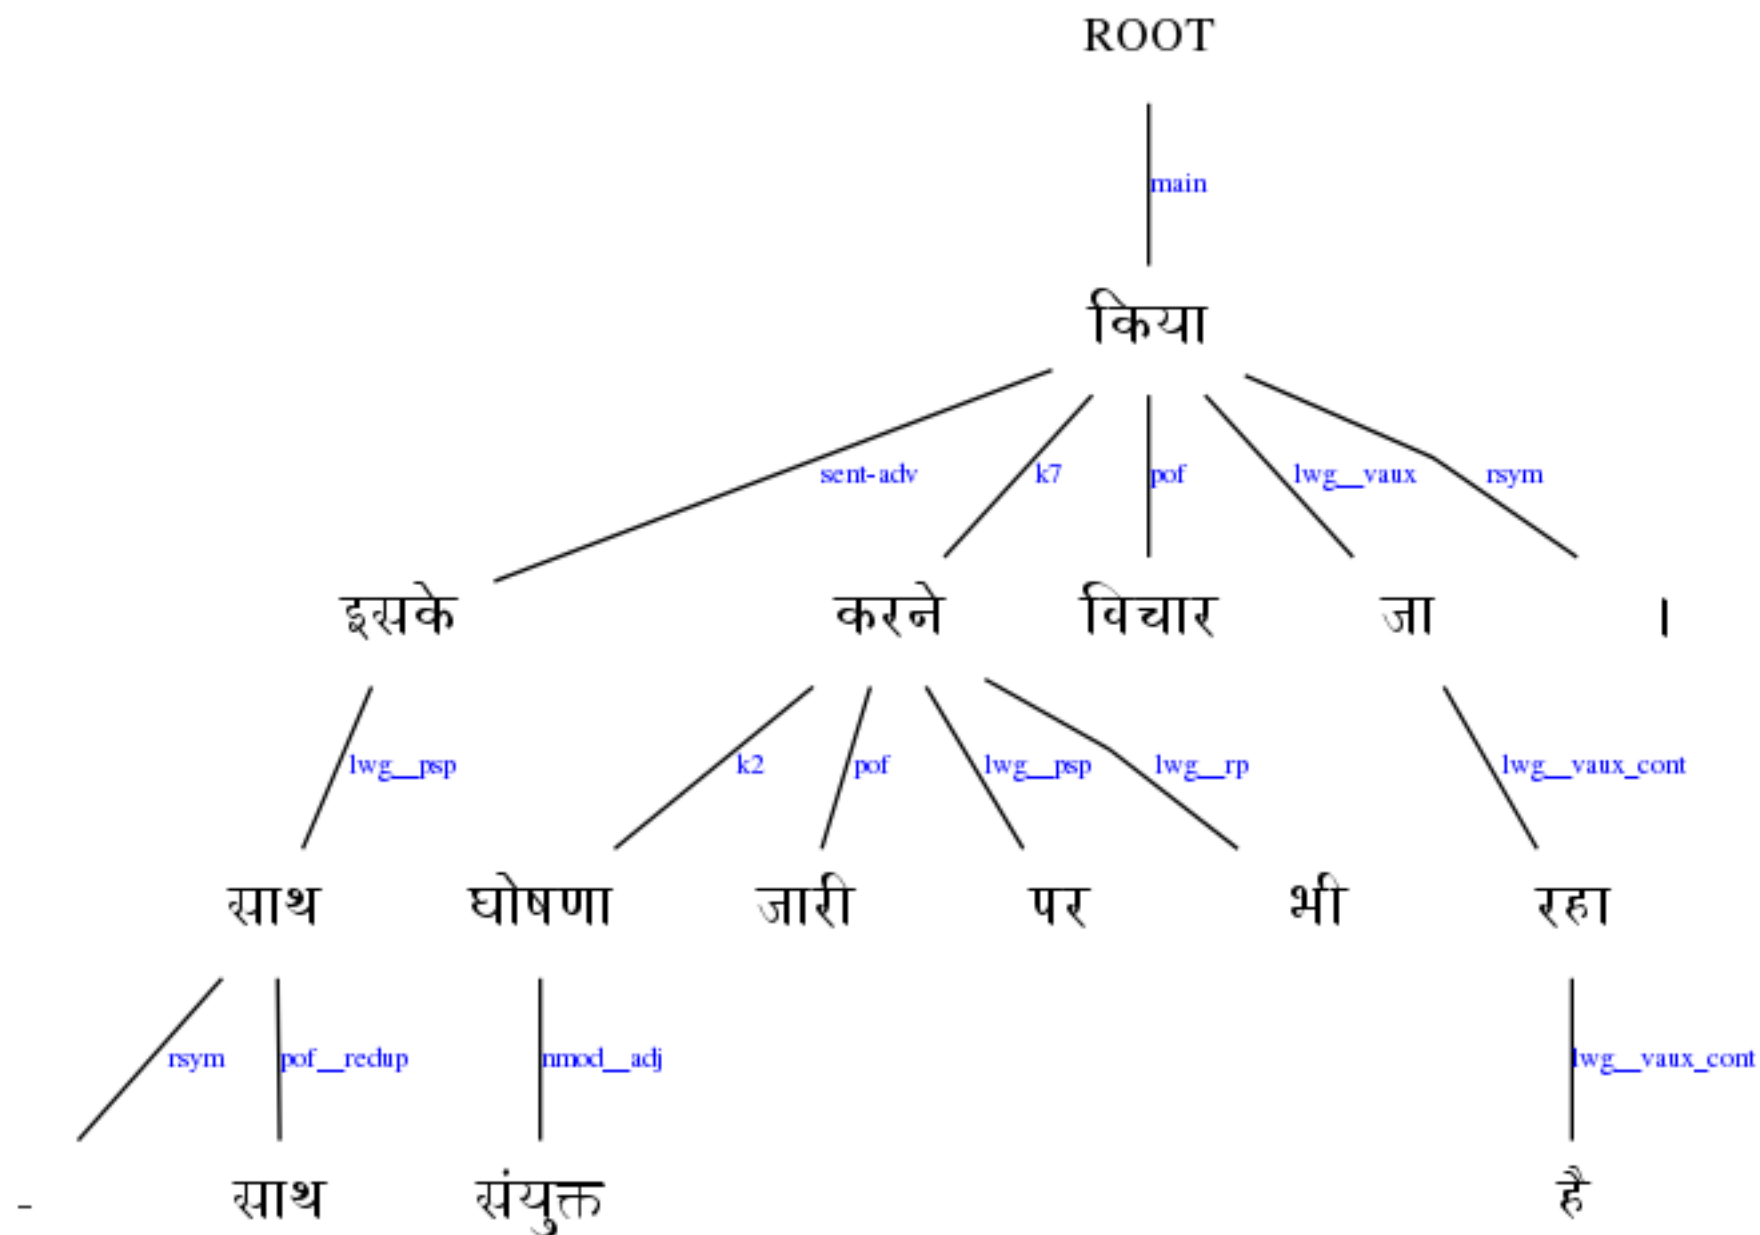 ROOT
main
किया
sent-adv k7 pof lwg__vaux rsym
इसके करने विचार जा ।
lwg__psp k2 pof lwg__psp lwg__rp lwg__vaux_cont
साथ घोषणा जारी पर भी रहा
rsym pof__redup nmod__adj lwg__vaux_cont
- साथ संयुक्त है